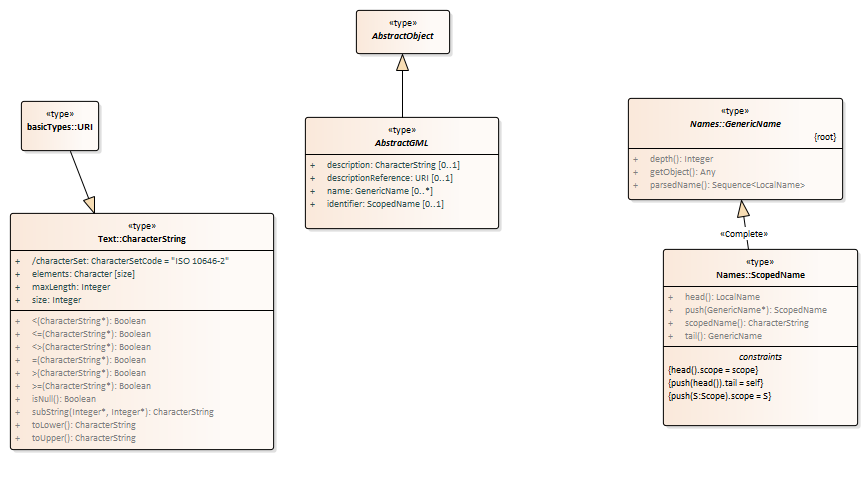 «type»
AbstractObject
«type»
basicTypes::URI
«type»
AbstractGML
+ description: CharacterString [0..1]
+ descriptionReference: URI [0..1]
+ name: GenericName [0..*]
+ identifier: ScopedName [0..1]
«type»
Names::GenericName
{root}
+ depth(): Integer
+ getObject(): Any
+ parsedName(): Sequence<LocalName>
«Complete»
«type»
Text::CharacterString
+ /characterSet: CharacterSetCode = "ISO 10646-2"
+ elements: Character [size]
+ maxLength: Integer
+ size: Integer
+ <(CharacterString*): Boolean
+ <=(CharacterString*): Boolean
+ <>(CharacterString*): Boolean
+ =(CharacterString*): Boolean
+ >(CharacterString*): Boolean
+ >=(CharacterString*): Boolean
+ isNull(): Boolean
+ subString(Integer*, Integer*): CharacterString
+ toLower(): CharacterString
+ toUpper(): CharacterString
«type»
Names::ScopedName
+ head(): LocalName
+ push(GenericName*): ScopedName
+ scopedName(): CharacterString
+ tail(): GenericName
constraints
{head().scope = scope}
{push(head()).tail = self}
{push(S:Scope).scope = S}